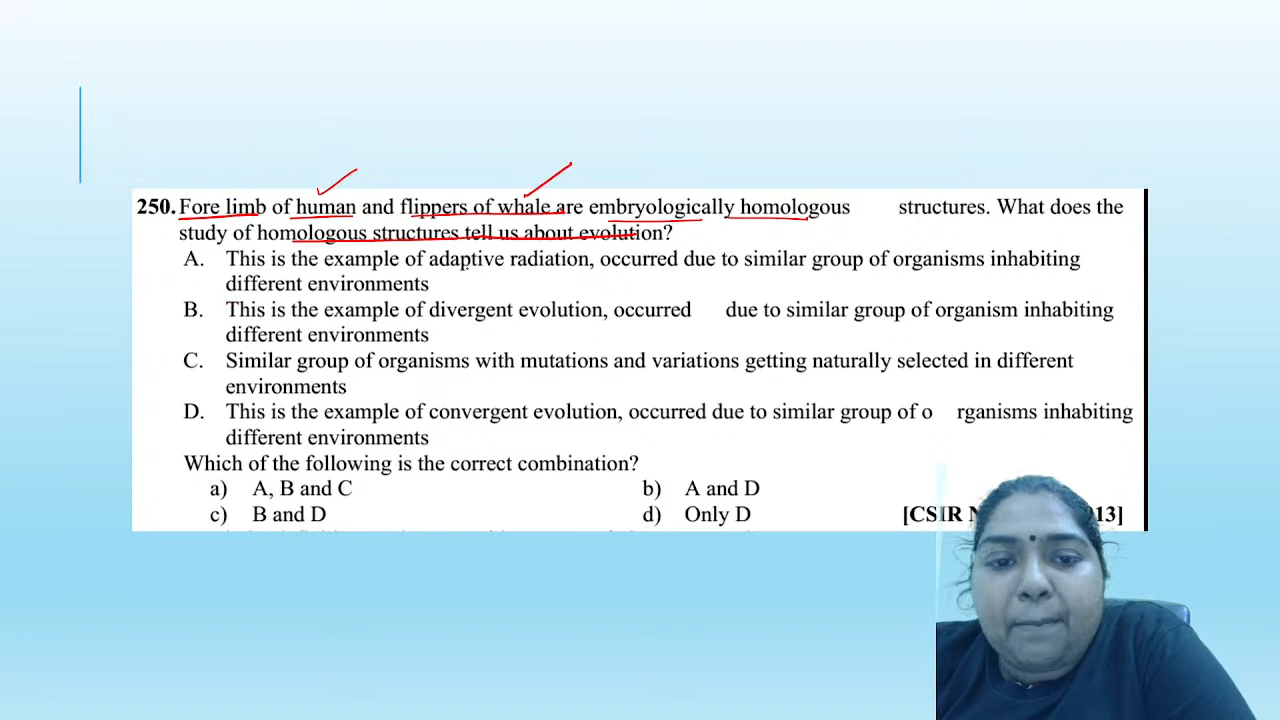 250. Fore limb of human and flippers of whale are embryologically homologous structures. What does the
study of homologous structures tell us about evolution?
A. This is the example of adaptive radiation, occurred due to similar group of organisms inhabiting
different environments
B. This is the example of divergent evolution, occurred due to similar group of organism inhabiting
different environments
C. Similar group of organisms with mutations and variations getting naturally selected in different
environments
D. This is the example of convergent evolution, occurred due to similar group of o rganisms inhabiting
different environments
Which of the following is the correct combination?
a) A, B and C b) A and D
c) B and D d) Only D [CSIR 13]